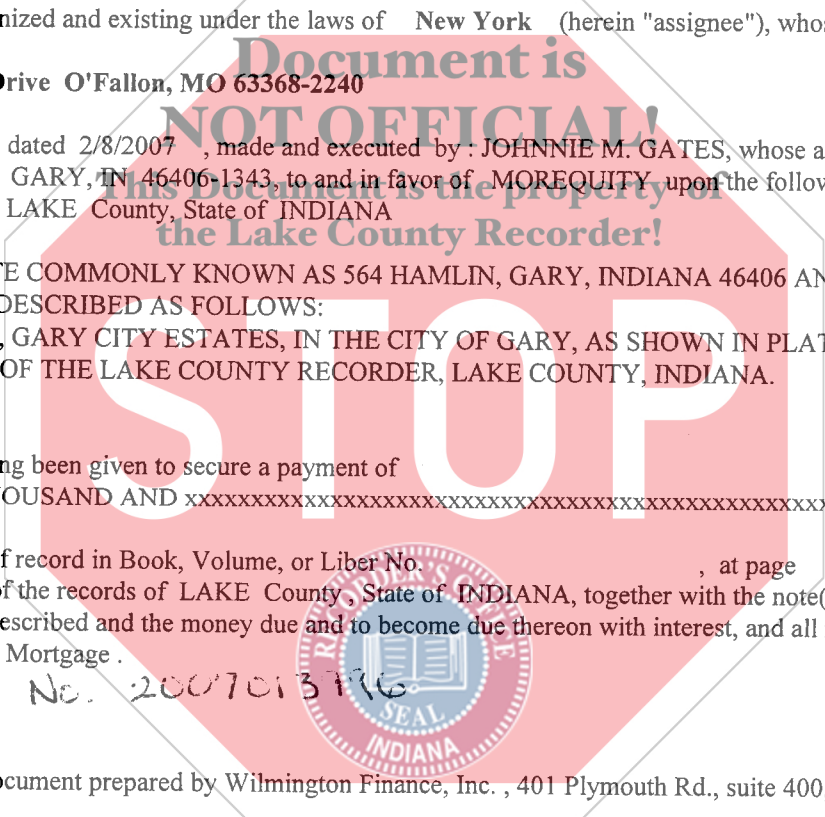 nized and existing under the laws of New York (herein "assignee"), whos
Document is
Drive O'Fallon, MO 63368-2240
NOT OFFICIAL!
dated 2/8/2007 , made and executed by : JOHNNIE M. GATES, whose a
GARY, IN 46406-1343, to and in favor of MOREQUITY upon the follow
This Document is the property of
LAKE County, State of INDIANA
the Lake County Recorder!
TE COMMONLY KNOWN AS 564 HAMLIN, GARY, INDIANA 46406 AN
DESCRIBED AS FOLLOWS:
, GARY CITY ESTATES, IN THE CITY OF GARY, AS SHOWN IN PLAT
OF THE LAKE COUNTY RECORDER, LAKE COUNTY, INDIANA.
STOP
ng been given to secure a payment of
OUSAND AND xxxxxxxxxxxxxxxxxxxxxxxxxxxxxxxxxxxxxxxxxxxxxxxxxx
f record in Book, Volume, or Liber No. , at page
of the records of LAKE County , State of INDIANA, together with the note(
escribed and the money due and to become due thereon with interest, and all
Mortgage .
No.
RECORDER'S OFFICE
SEAL
INDIANA
ocument prepared by Wilmington Finance, Inc. , 401 Plymouth Rd., suite 400